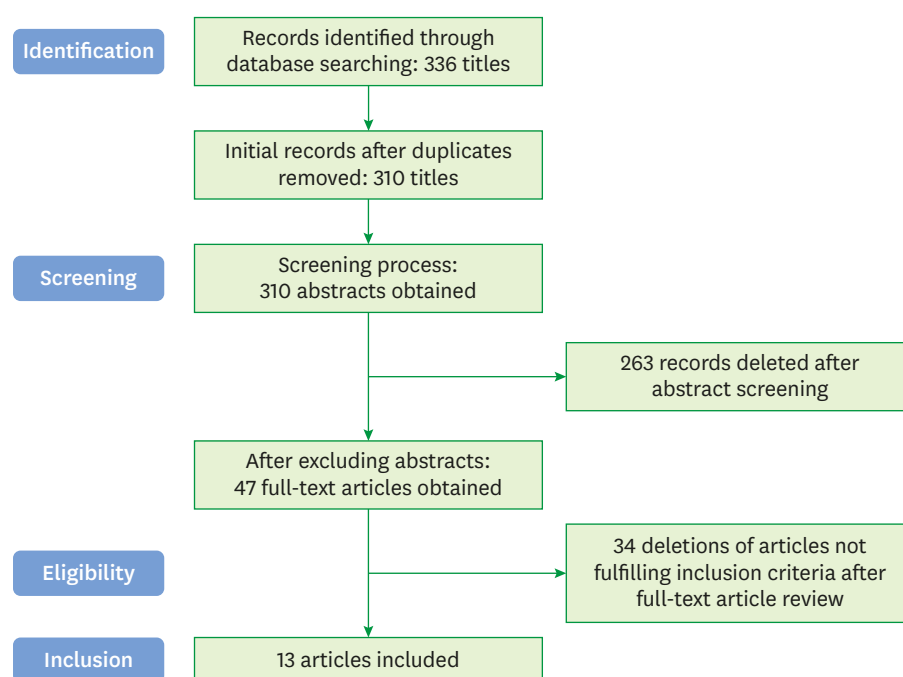 Identification
Records identified through
database searching: 336 titles
Initial records after duplicates
removed: 310 titles
Screening
Screening process:
310 abstracts obtained
263 records deleted after
abstract screening
After excluding abstracts:
47 full-text articles obtained
Eligibility
34 deletions of articles not
fulfilling inclusion criteria after
full-text article review
Inclusion
13 articles included